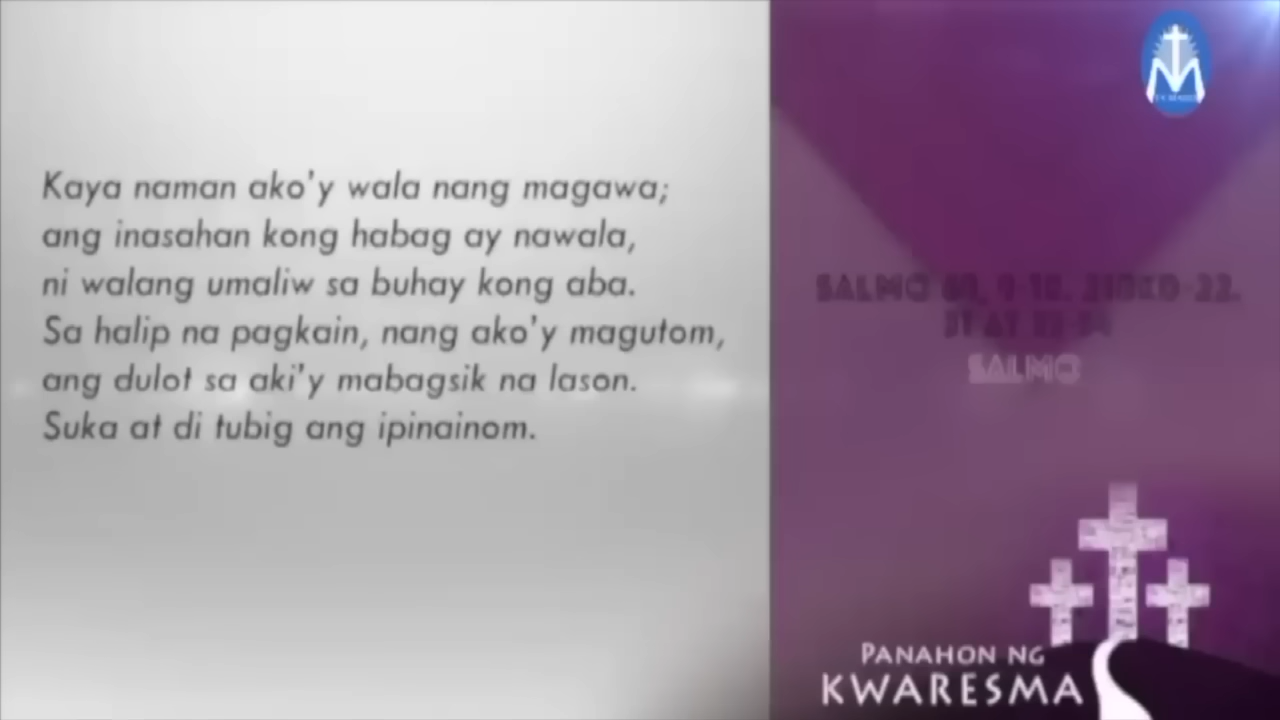 Kaya naman ako'y wala nang magawa;
ang inasahan kong habag ay nawala,
ni walang umaliw sa buhay kong aba.
Sa halip na pagkain, nang ako'y magutom,
ang dulot sa aki'y mabagsik na lason.
Suka at di tubig ang ipinainom.
SALMO
SALMO
PANAHON NG
KWARESMA